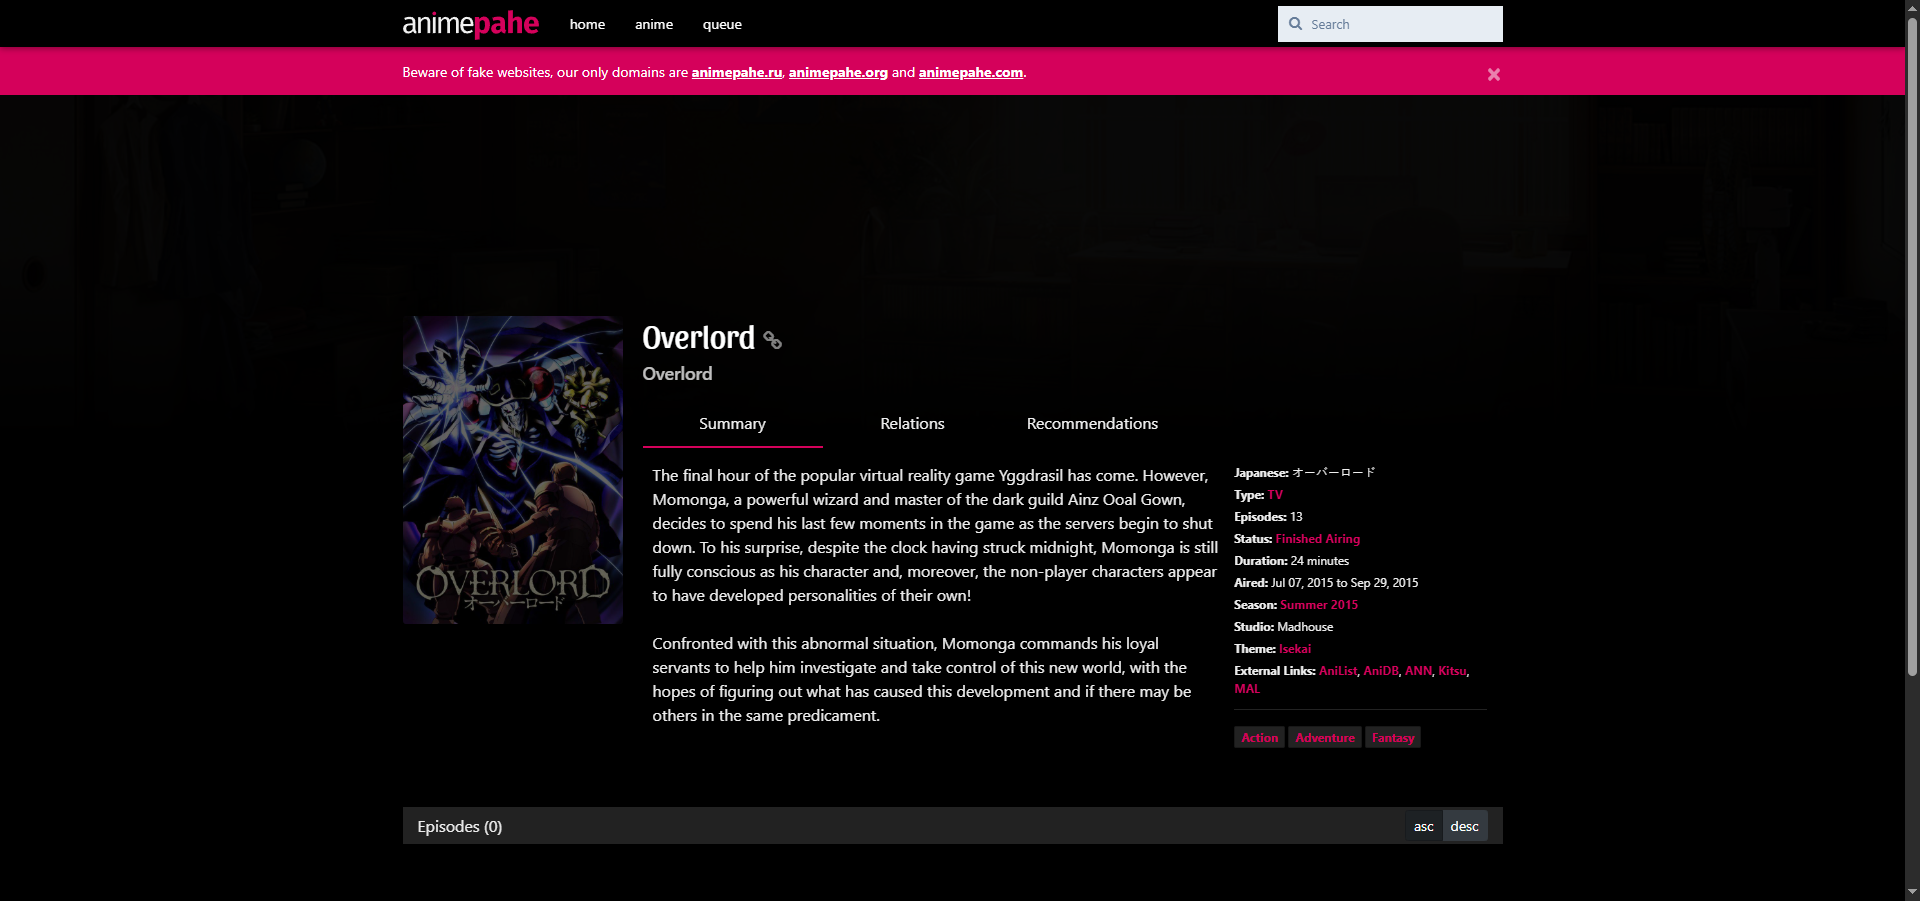 animepahe
home
anime
queue
Search
Beware of fake websites, our only domains are animepahe.ru, animepahe.org and animepahe.com.
OVERLORD
オーバーロード
Overlord
Overlord
Summary
Relations
Recommendations
The final hour of the popular virtual reality game Yggdrasil has come. However,
Momonga, a powerful wizard and master of the dark guild Ainz Ooal Gown,
decides to spend his last few moments in the game as the servers begin to shut
down. To his surprise, despite the clock having struck midnight, Momonga is still
fully conscious as his character and, moreover, the non-player characters appear
to have developed personalities of their own!
Confronted with this abnormal situation, Momonga commands his loyal
servants to help him investigate and take control of this new world, with the
hopes of figuring out what has caused this development and if there may be
others in the same predicament.
Japanese: オーバーロード
Type: TV
Episodes: 13
Status: Finished Airing
Duration: 24 minutes
Aired: Jul 07, 2015 to Sep 29, 2015
Season: Summer 2015
Studio: Madhouse
Theme: Isekai
External Links: AniList, AniDB, ANN, Kitsu,
MAL
Action
Adventure
Fantasy
Episodes (0)
asc
desc